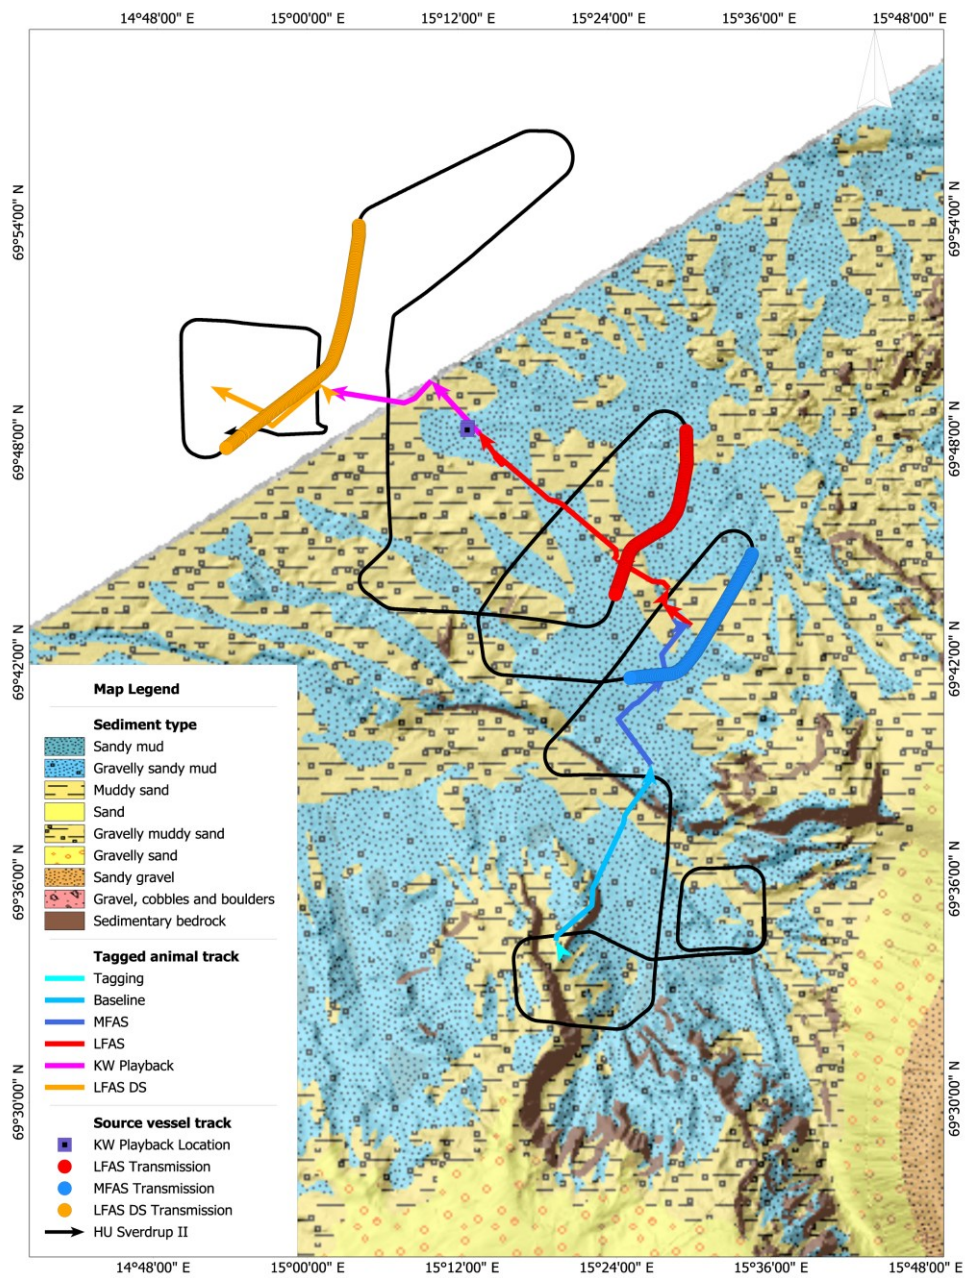 14°48'00" E
15°00'00" E
15°12'00" E
15°24'00" E
15°36'00" E
15°48'00" E
69°54'00" N
69°54'00" N
69°48'00" N
69°48'00" N
69°42'00" N
69°42'00" N
69°36'00" N
69°36'00" N
69°30'00" N
69°30'00" N
Map Legend
Sediment type
Sandy mud
Gravelly sandy mud
Muddy sand
Sand
Gravelly muddy sand
Gravelly sand
Sandy gravel
Gravel, cobbles and boulders
Sedimentary bedrock
Tagged animal track
Tagging
Baseline
MFAS
LFAS
KW Playback
LFAS DS
Source vessel track
KW Playback Location
LFAS Transmission
MFAS Transmission
LFAS DS Transmission
HU Sverdrup II
14°48'00" E
15°00'00" E
15°12'00" E
15°24'00" E
15°36'00" E
15°48'00" E